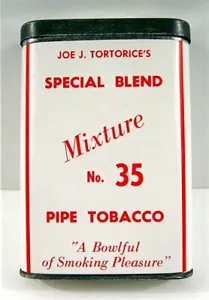 JOE J. TORTORICE'S
SPECIAL BLEND
Mixture
No. 35
PIPE TOBACCO
"A Bowlful
of Smoking Pleasure"